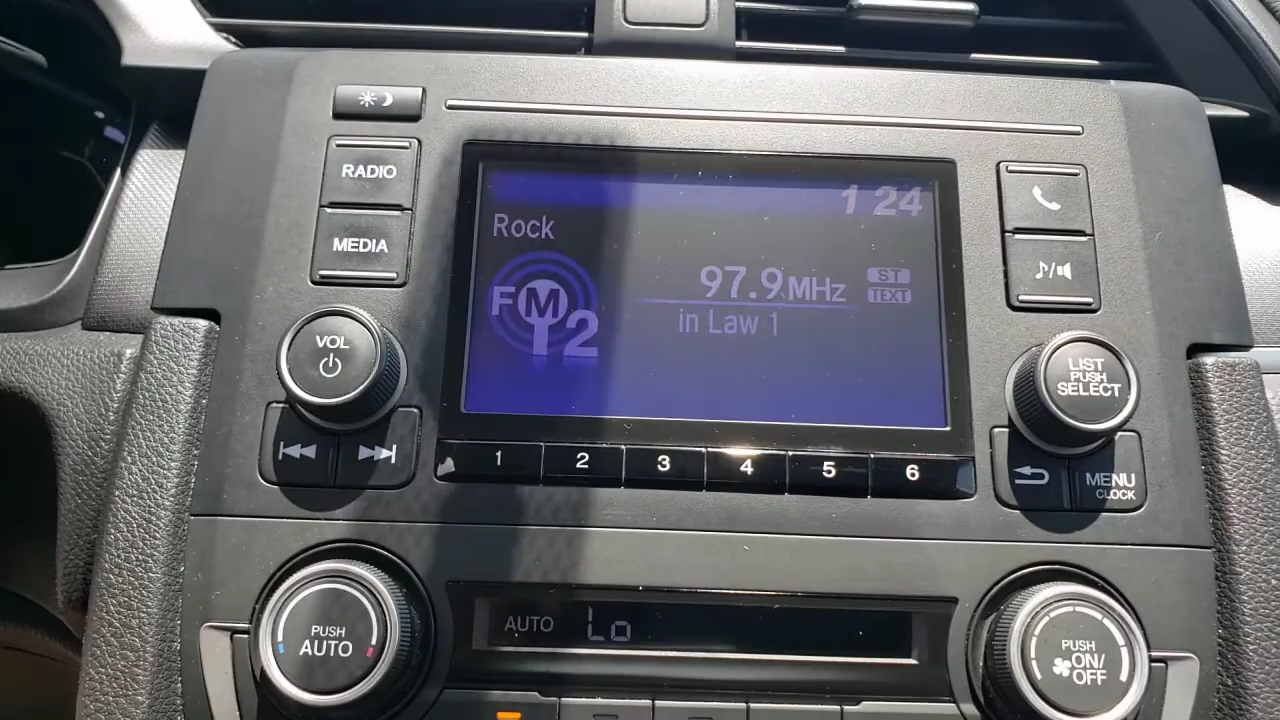 RADIO
MEDIA
VOL
1 24
Rock
FM 2
97.9MHz
ST
TEXT
in Law 1
LIST
PUSH
SELECT
1 2 3 4 5 6
MENU
CLOCK
PUSH
AUTO
AUTO Lo
PUSH
ON/
OFF